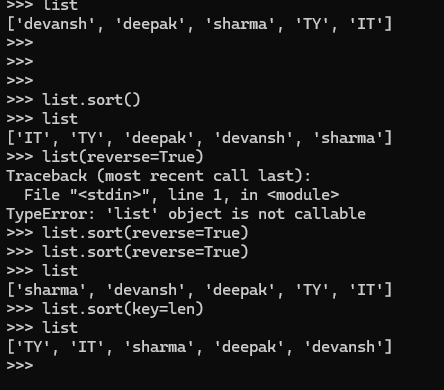 >>> list
['devansh', 'deepak', 'sharma', 'TY', 'IT']
>>>
>>>
>>>
>>> list.sort()
>>> list
['IT', 'TY', 'deepak', 'devansh', 'sharma']
>>> list(reverse=True)
Traceback (most recent call last):
  File "<stdin>", line 1, in <module>
TypeError: 'list' object is not callable
>>> list.sort(reverse=True)
>>> list.sort(reverse=True)
>>> list
['sharma', 'devansh', 'deepak', 'TY', 'IT']
>>> list.sort(key=len)
>>> list
['TY', 'IT', 'sharma', 'deepak', 'devansh']
>>>